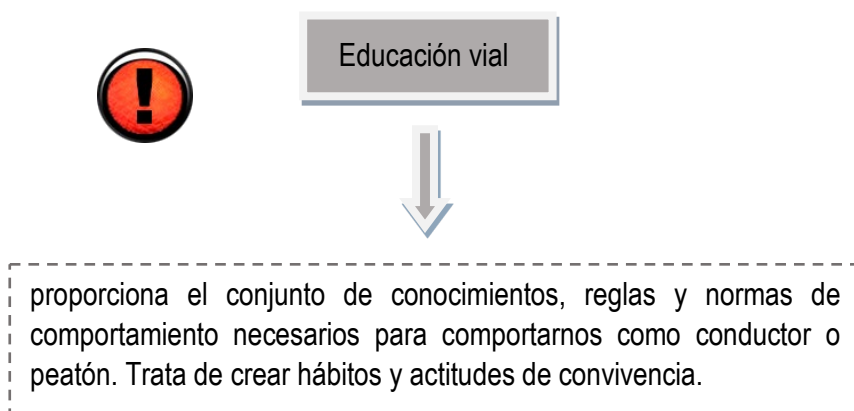 Educación vial
proporciona el conjunto de conocimientos, reglas y normas de
comportamiento necesarios para comportarnos como conductor o
peatón. Trata de crear hábitos y actitudes de convivencia.